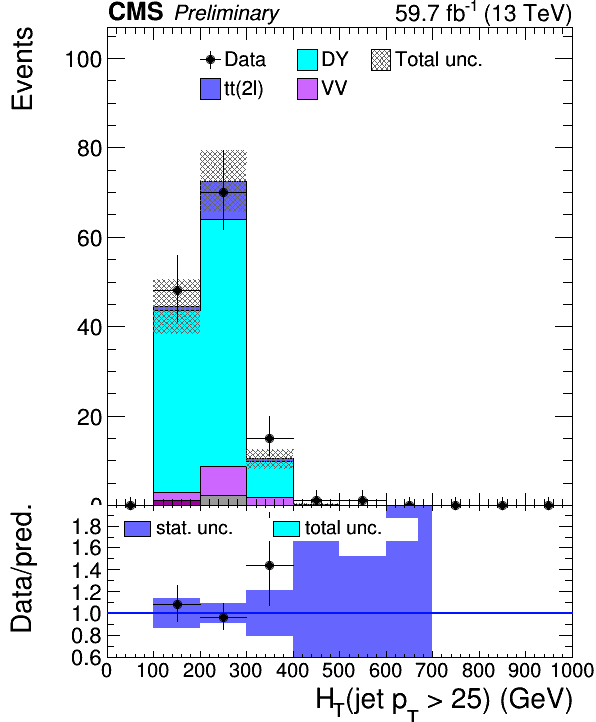 CMS Preliminary 59.7 fb⁻¹ (13 TeV)
Events
Data DY Total unc.
tt(2l) VV
100
80
60
40
20
0
Data/pred.
stat. unc. total unc.
1.8
1.6
1.4
1.2
1.0
0.8
0.6
0 100 200 300 400 500 600 700 800 900 1000
H_T(jet p_T > 25) (GeV)